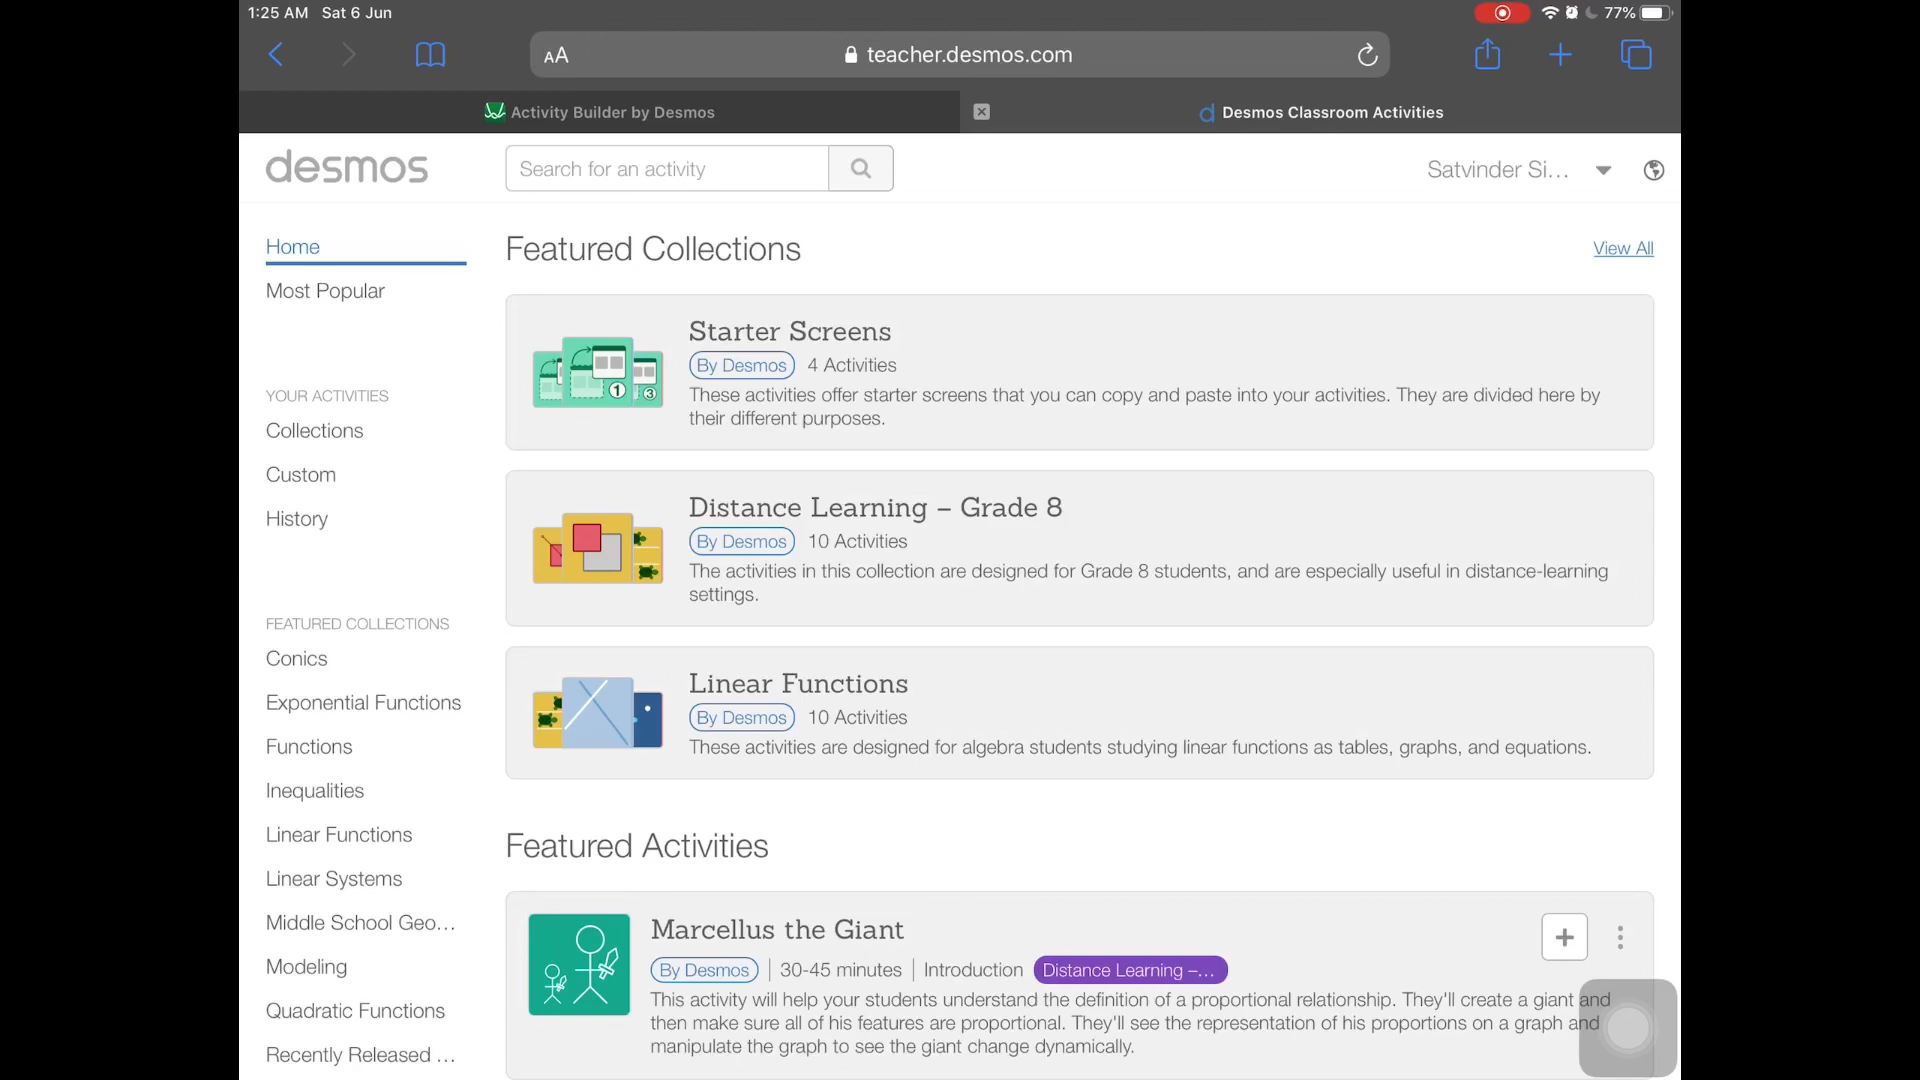 1:25 AM Sat 6 Jun
77%
AA
teacher.desmos.com
Activity Builder by Desmos
Desmos Classroom Activities
desmos
Search for an activity
Satvinder Si...
Home
Most Popular
YOUR ACTIVITIES
Collections
Custom
History
FEATURED COLLECTIONS
Conics
Exponential Functions
Functions
Inequalities
Linear Functions
Linear Systems
Middle School Geo...
Modeling
Quadratic Functions
Recently Released ...
Featured Collections
View All
Starter Screens
By Desmos 4 Activities
These activities offer starter screens that you can copy and paste into your activities. They are divided here by
their different purposes.
1
3
Distance Learning – Grade 8
By Desmos 10 Activities
The activities in this collection are designed for Grade 8 students, and are especially useful in distance-learning
settings.
Linear Functions
By Desmos 10 Activities
These activities are designed for algebra students studying linear functions as tables, graphs, and equations.
Featured Activities
Marcellus the Giant
By Desmos 30-45 minutes Introduction Distance Learning –...
This activity will help your students understand the definition of a proportional relationship. They'll create a giant and
then make sure all of his features are proportional. They'll see the representation of his proportions on a graph and
manipulate the graph to see the giant change dynamically.